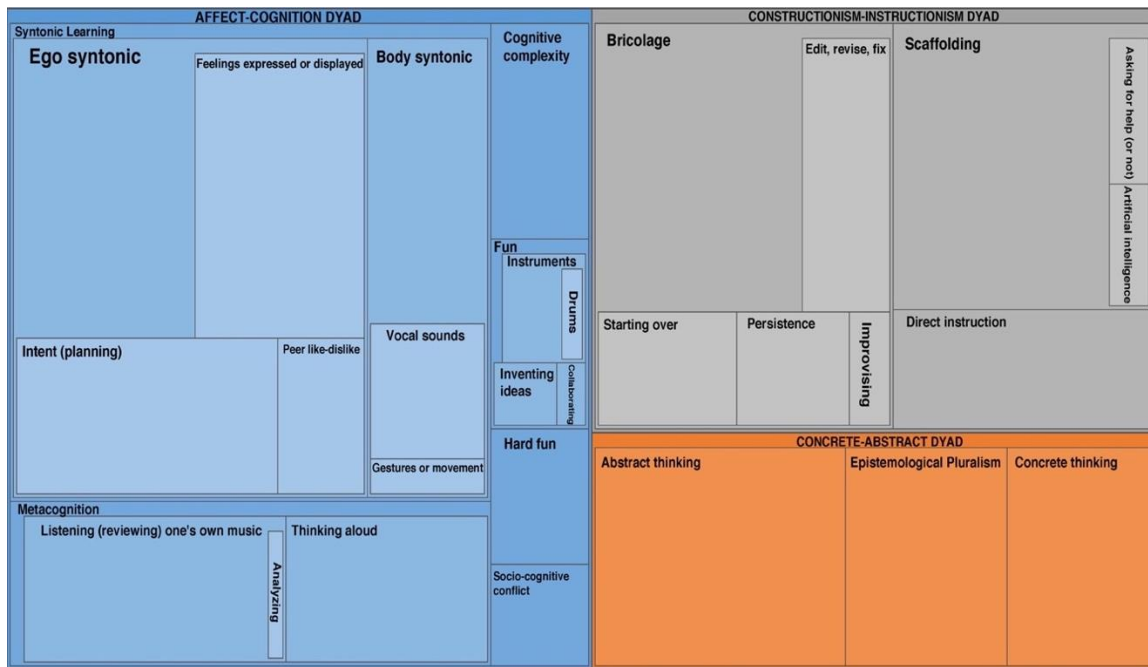 AFFECT-COGNITION DYAD
Syntonic Learning
Ego syntonic
Feelings expressed or displayed
Body syntonic
Intent (planning)
Peer like-dislike
Vocal sounds
Gestures or movement
Metacognition
Listening (reviewing) one's own music
Analyzing
Thinking aloud
Cognitive
complexity
Fun
Instruments
Drums
Inventing
ideas
Collaborating
Hard fun
Socio-cognitive
conflict
CONSTRUCTIONISM-INSTRUCTIONISM DYAD
Bricolage
Edit, revise, fix
Starting over
Persistence
Improvising
Scaffolding
Asking for help (or not)
Artificial intelligence
Direct instruction
CONCRETE-ABSTRACT DYAD
Abstract thinking
Epistemological Pluralism
Concrete thinking